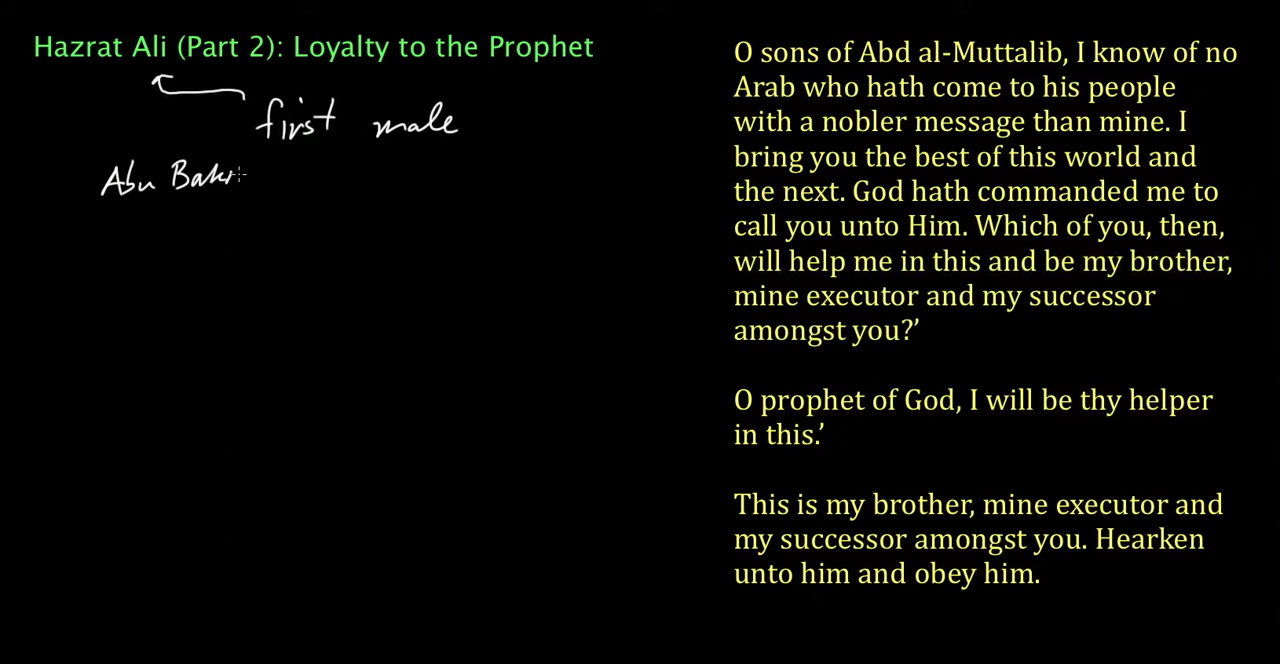 Hazrat Ali (Part 2): Loyalty to the Prophet
first male
Abu Bakr
O sons of Abd al-Muttalib, I know of no
Arab who hath come to his people
with a nobler message than mine. I
bring you the best of this world and
the next. God hath commanded me to
call you unto Him. Which of you, then,
will help me in this and be my brother,
mine executor and my successor
amongst you?’
O prophet of God, I will be thy helper
in this.’
This is my brother, mine executor and
my successor amongst you. Hearken
unto him and obey him.